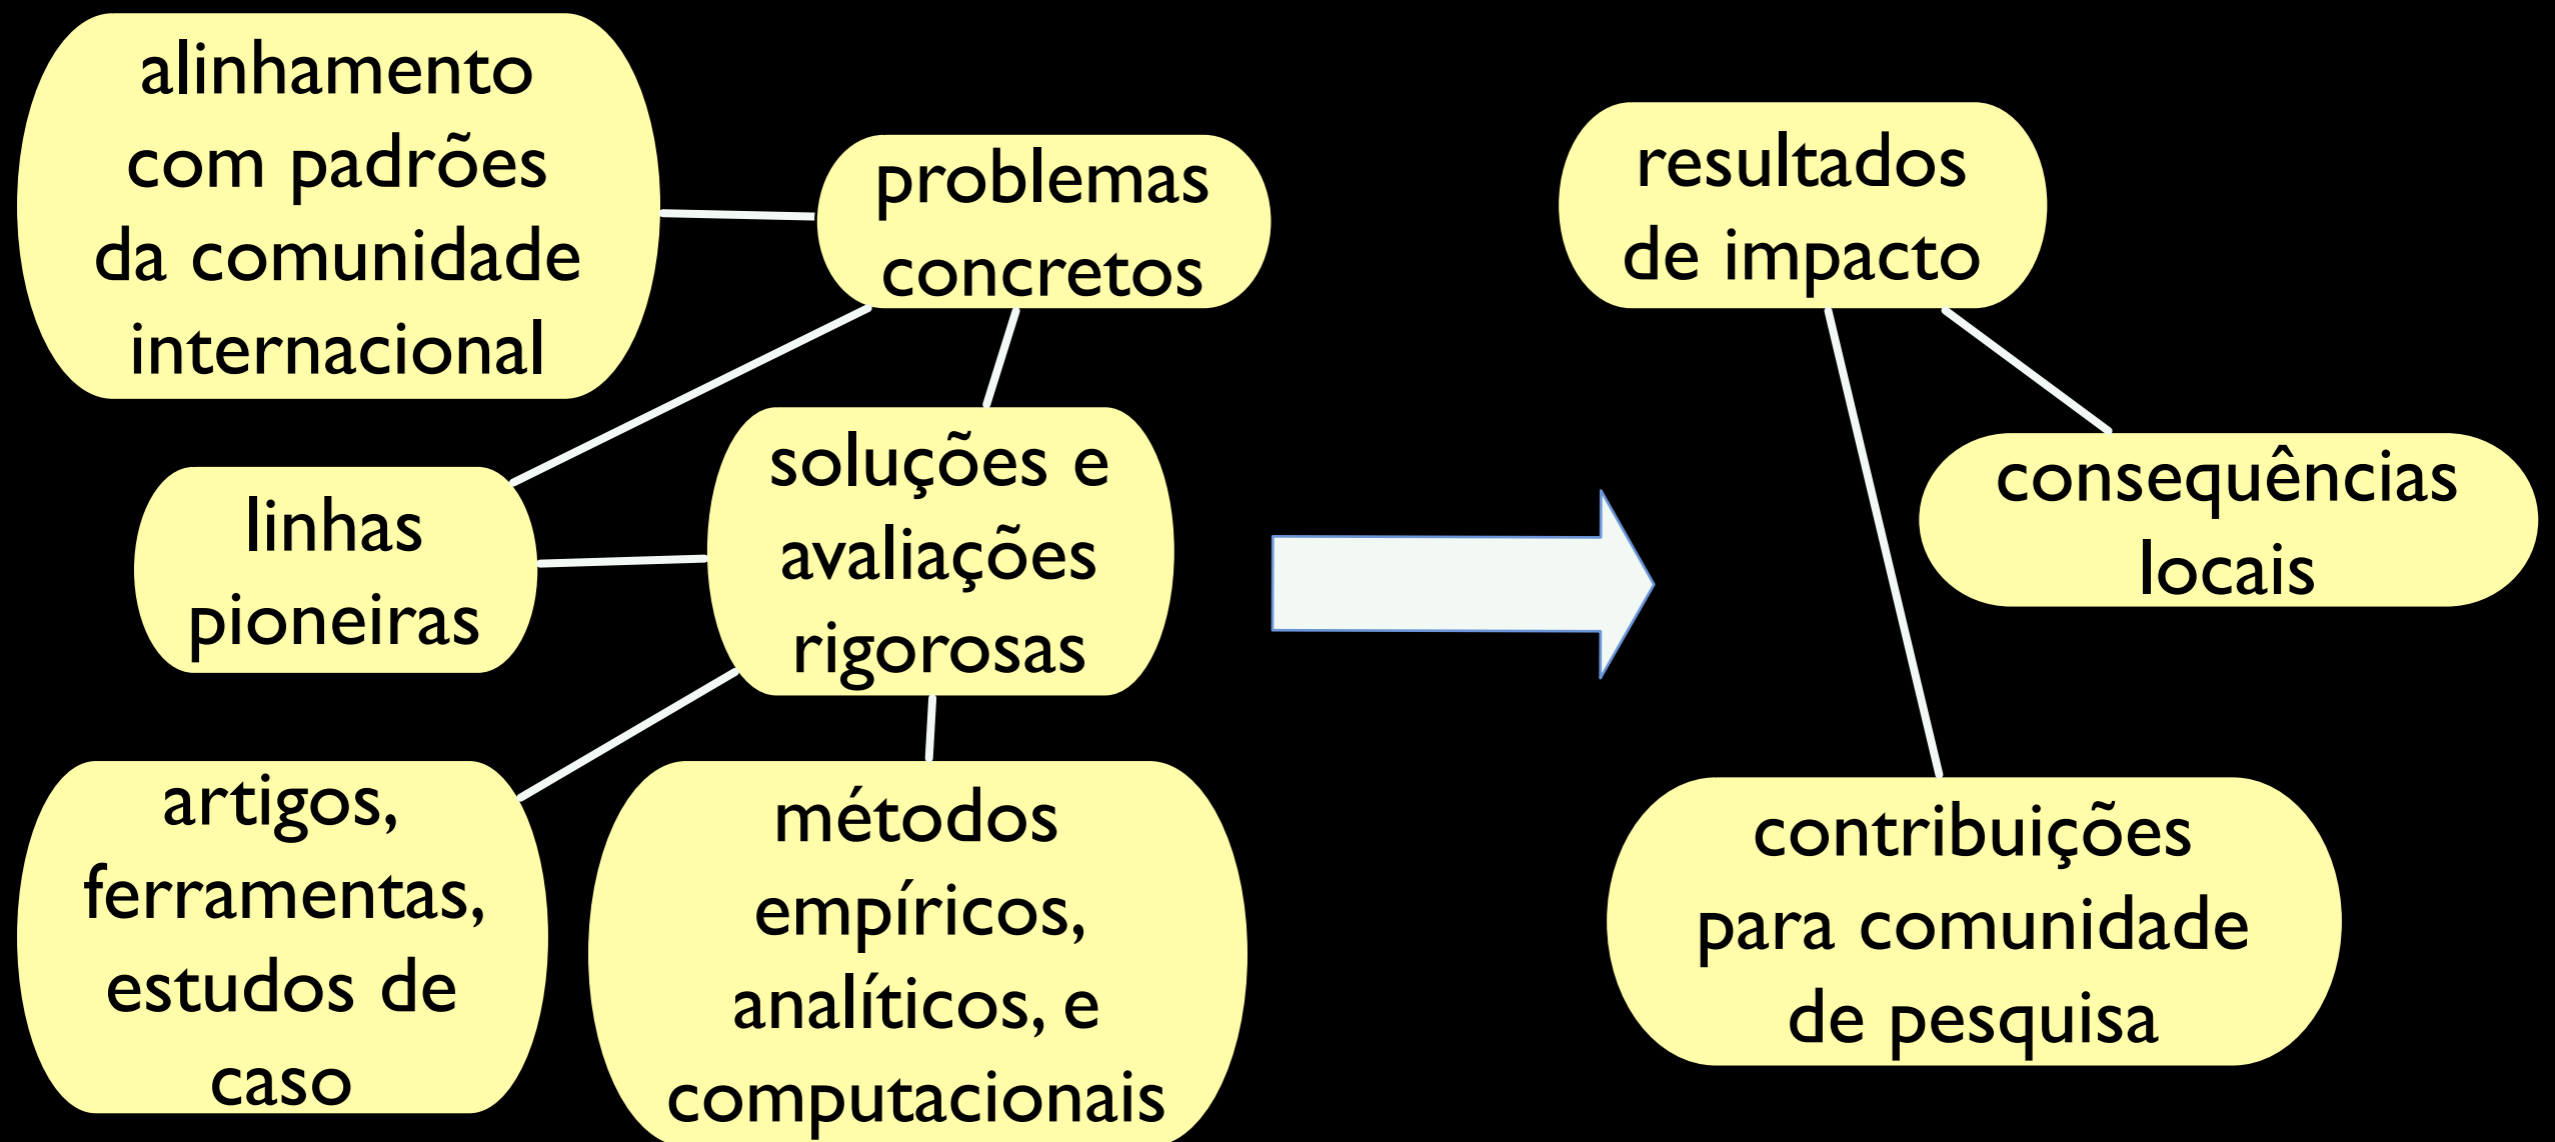 alinhamento
com padrões
da comunidade
internacional
problemas
concretos
linhas
pioneiras
soluções e
avaliações
rigorosas
artigos,
ferramentas,
estudos de
caso
métodos
empíricos,
analíticos, e
computacionais
resultados
de impacto
consequências
locais
contribuições
para comunidade
de pesquisa